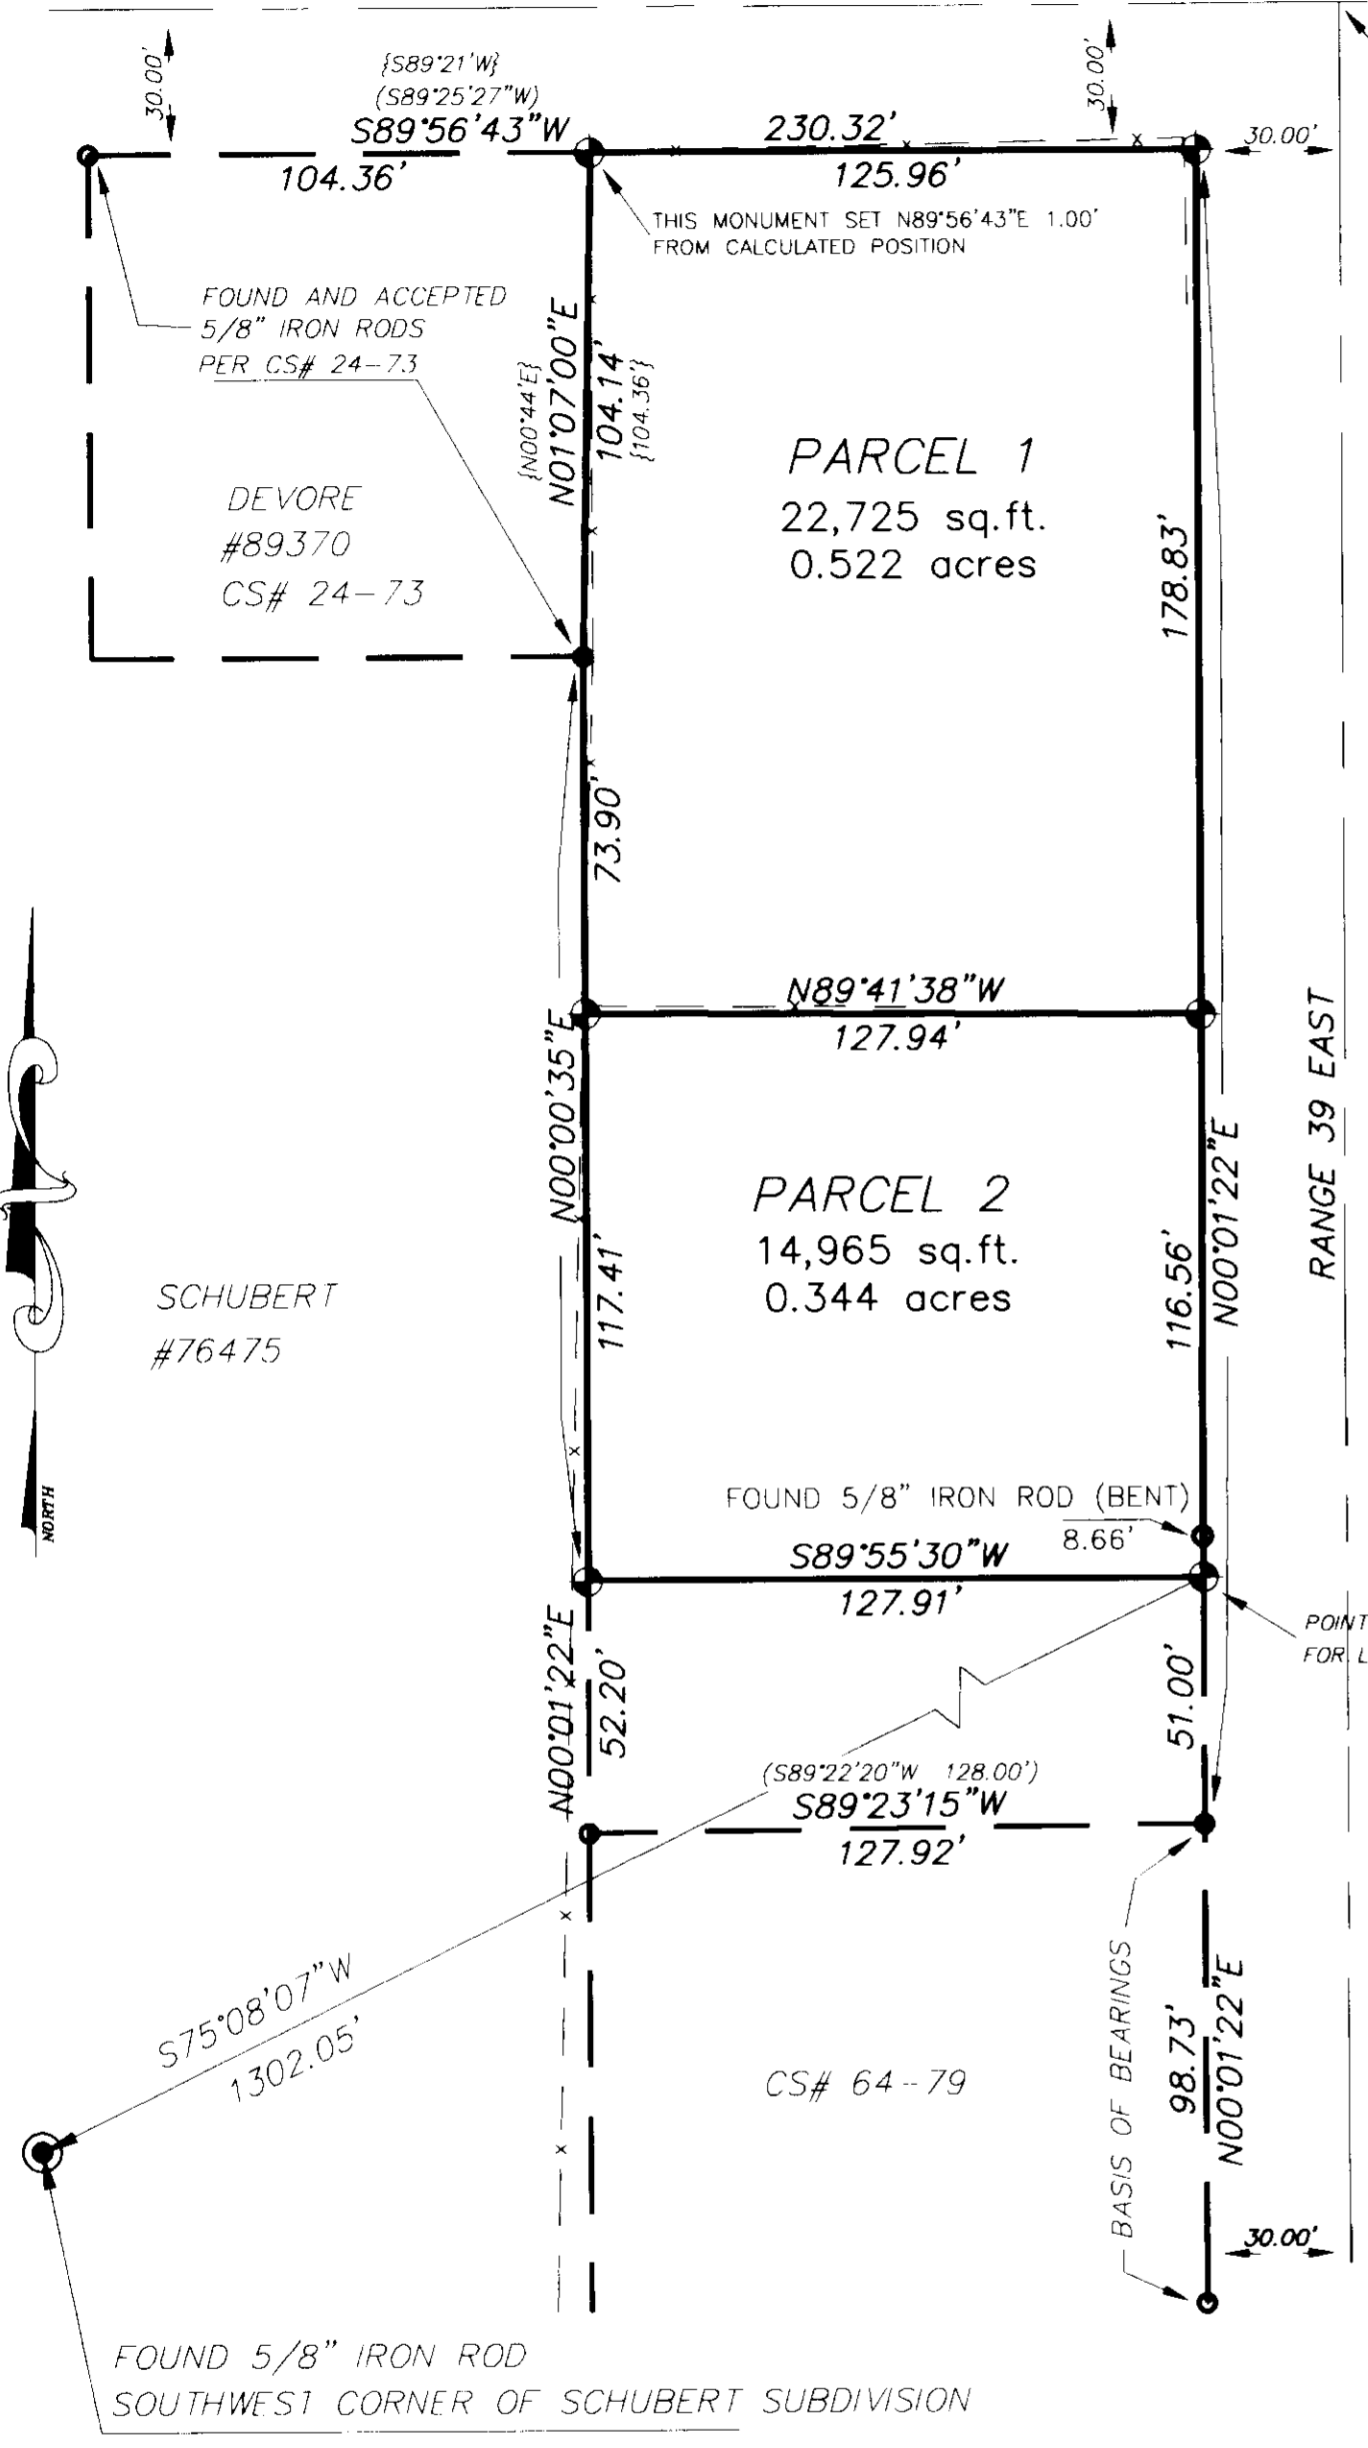 30.00'
{S89°21'W}
(S89°25'27"W)
S89°56'43"W
104.36'
230.32'
125.96'
30.00'
30.00'
THIS MONUMENT SET N89°56'43"E 1.00'
FROM CALCULATED POSITION
FOUND AND ACCEPTED
5/8" IRON RODS
PER CS# 24-73
{N00°44'E}
N01°07'00"E
104.14'
{104.36'}
DEVORE
#89370
CS# 24-73
PARCEL 1
22,725 sq.ft.
0.522 acres
178.83'
73.90'
N89°41'38"W
127.94'
N00°00'35"E
RANGE 39 EAST
PARCEL 2
14,965 sq.ft.
0.344 acres
117.41'
116.56'
N00°01'22"E
SCHUBERT
#76475
NORTH
FOUND 5/8" IRON ROD (BENT)
8.66'
S89°55'30"W
127.91'
POINT
FOR L
N00°01'22"E
52.20'
51.00'
(S89°22'20"W 128.00')
S89°23'15"W
127.92'
S75°08'07"W
1302.05'
CS# 64-79
BASIS OF BEARINGS
98.73'
N00°01'22"E
30.00'
FOUND 5/8" IRON ROD
SOUTHWEST CORNER OF SCHUBERT SUBDIVISION